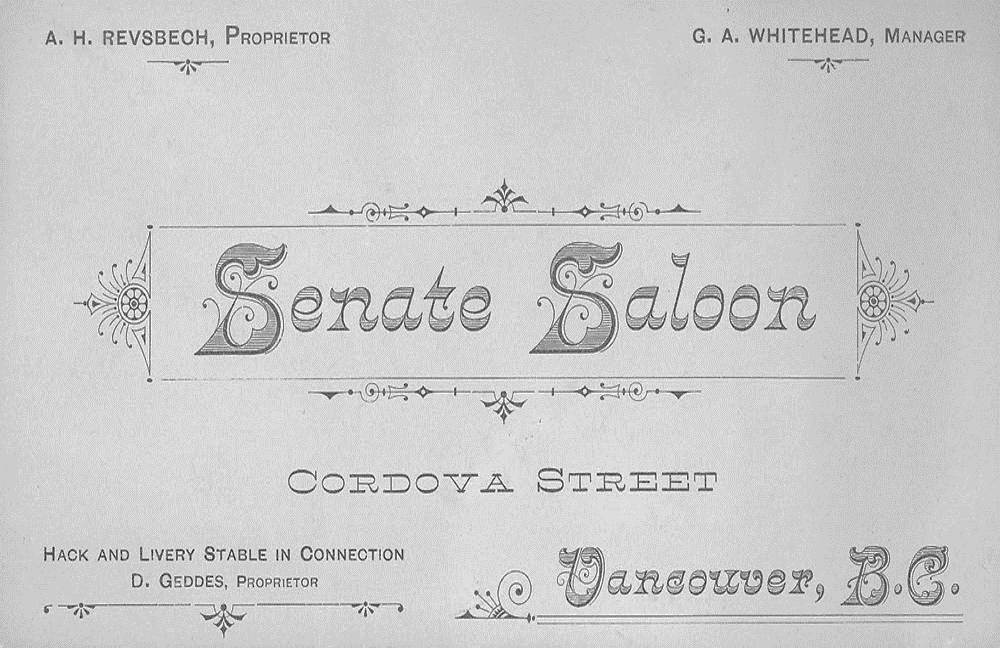 A. H. REVSBECH, PROPRIETOR
G. A. WHITEHEAD, MANAGER
Senate Saloon
CORDOVA STREET
HACK AND LIVERY STABLE IN CONNECTION
D. GEDDES, PROPRIETOR
Vancouver, B.C.